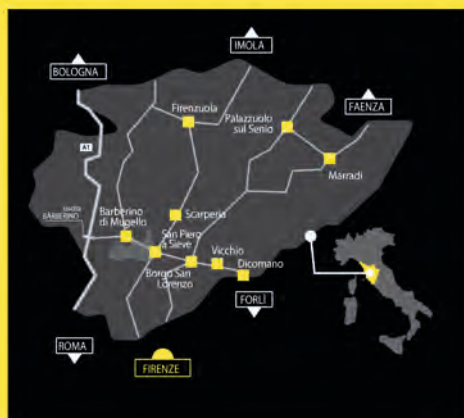 IMOLA
BOLOGNA
FAENZA
Firenzuola
Palazzuolo
sul Senio
A1
Marradi
Scarperia
BARBERINO
Barberino
di Mugello
San Piero
a Sieve
Vicchio
Borgo San
Lorenzo
Dicomano
FORLÌ
ROMA
FIRENZE